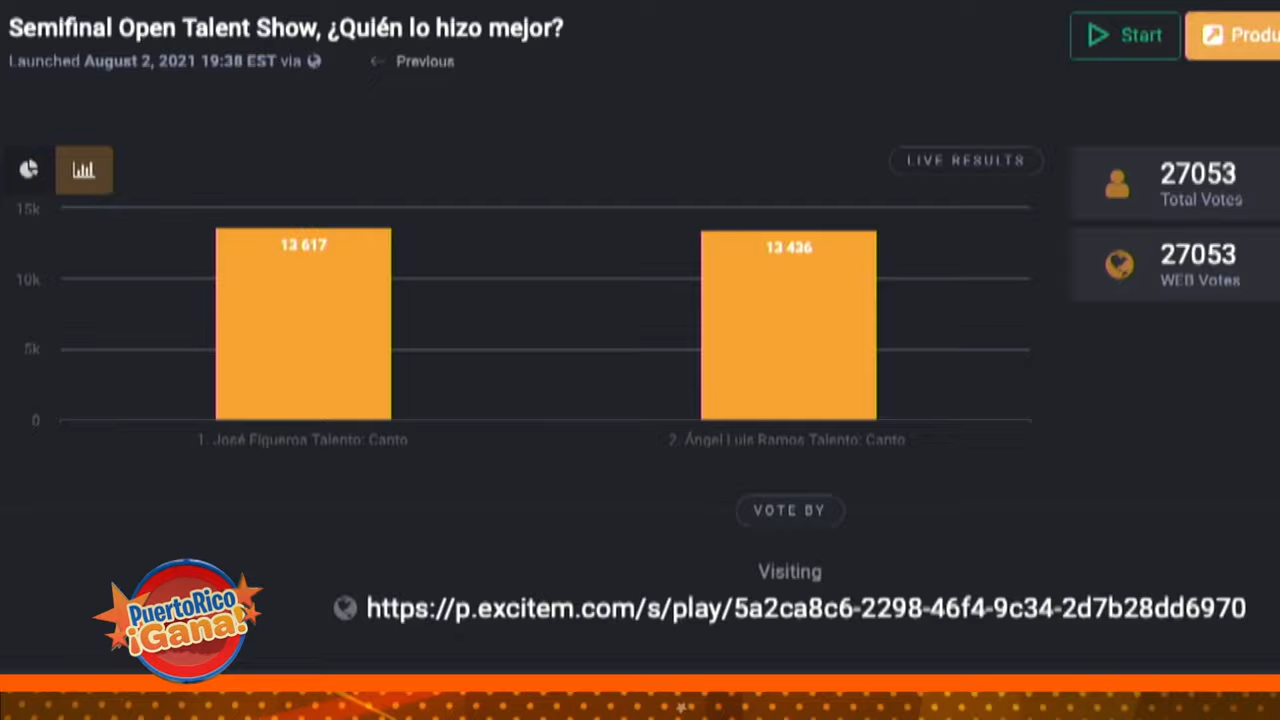 Semifinal Open Talent Show, ¿Quién lo hizo mejor?
Launched August 2, 2021 19:38 EST via
← Previous
Start
Produ
LIVE RESULTS
27053
Total Votes
27053
WEB Votes
15k
10k
5k
0
13 617
13 436
1. José Figueroa Talento: Canto
2. Ángel Luis Ramos Talento: Canto
VOTE BY
Visiting
https://p.excitem.com/s/play/5a2ca8c6-2298-46f4-9c34-2d7b28dd6970
PuertoRico
¡Gana!